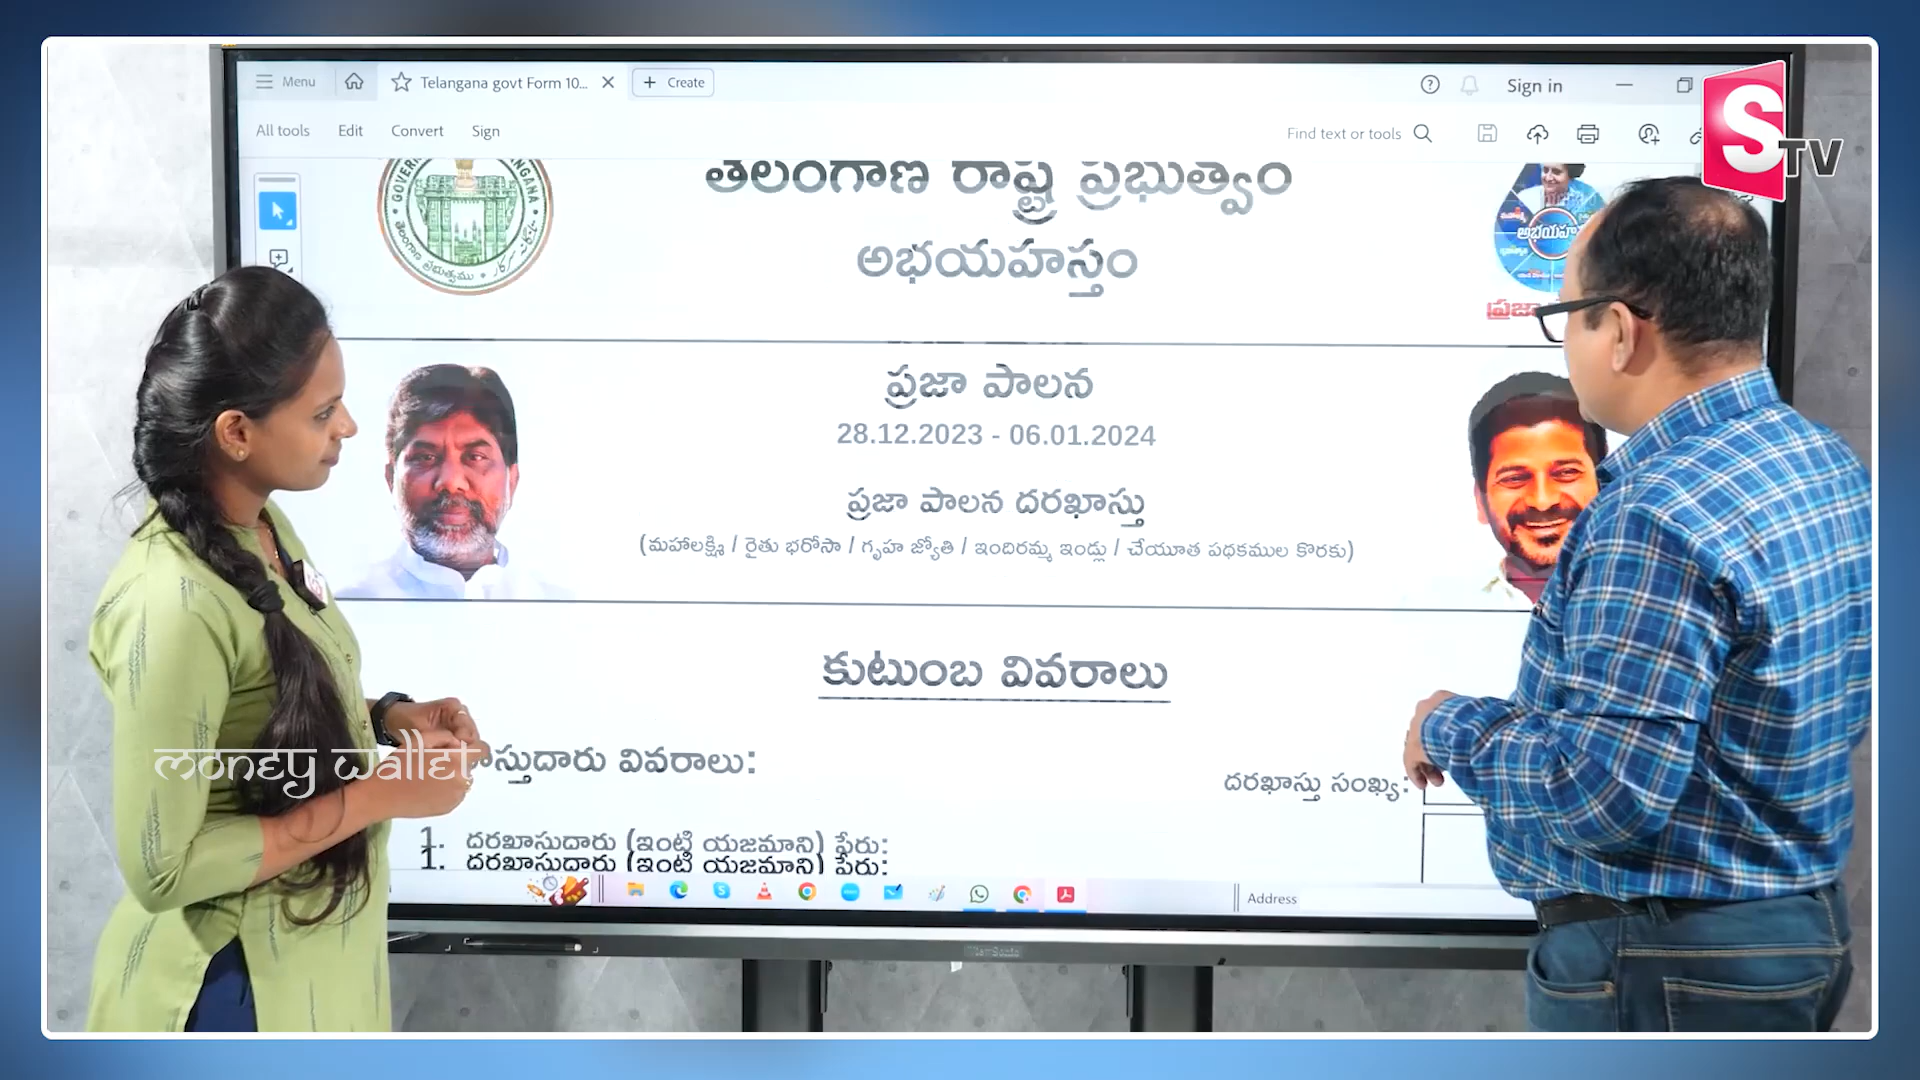 Menu
Telangana govt Form 10...
Create
Sign in
All tools
Edit
Convert
Sign
Find text or tools
STV
తెలంగాణ రాష్ట్ర ప్రభుత్వం
అభయహస్తం
తెలంగాణ ప్రభుత్వము
ప్రజా పాలన
28.12.2023 - 06.01.2024
ప్రజా పాలన దరఖాస్తు
(మహాలక్ష్మి / రైతు భరోసా / గృహ జ్యోతి / ఇందిరమ్మ ఇండ్లు / చేయూత పథకముల కొరకు)
కుటుంబ వివరాలు
money wallet
వివరాలు:
దరఖాస్తు సంఖ్య:
1. దరఖాసుదారు (ఇంటి యజమాని) పేరు:
1. దరఖాసుదారు (ఇంటి యజమాని) పేరు:
Address